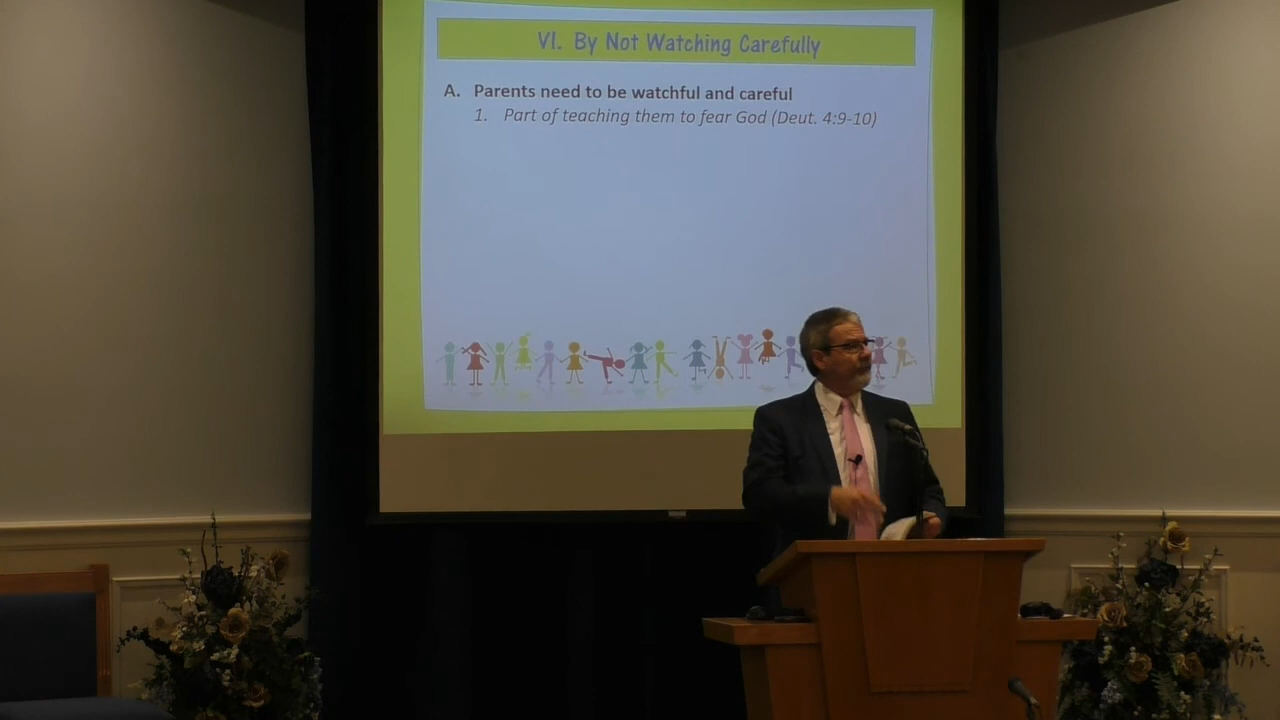 VI. By Not Watching Carefully
A. Parents need to be watchful and careful
1. Part of teaching them to fear God (Deut. 4:9-10)